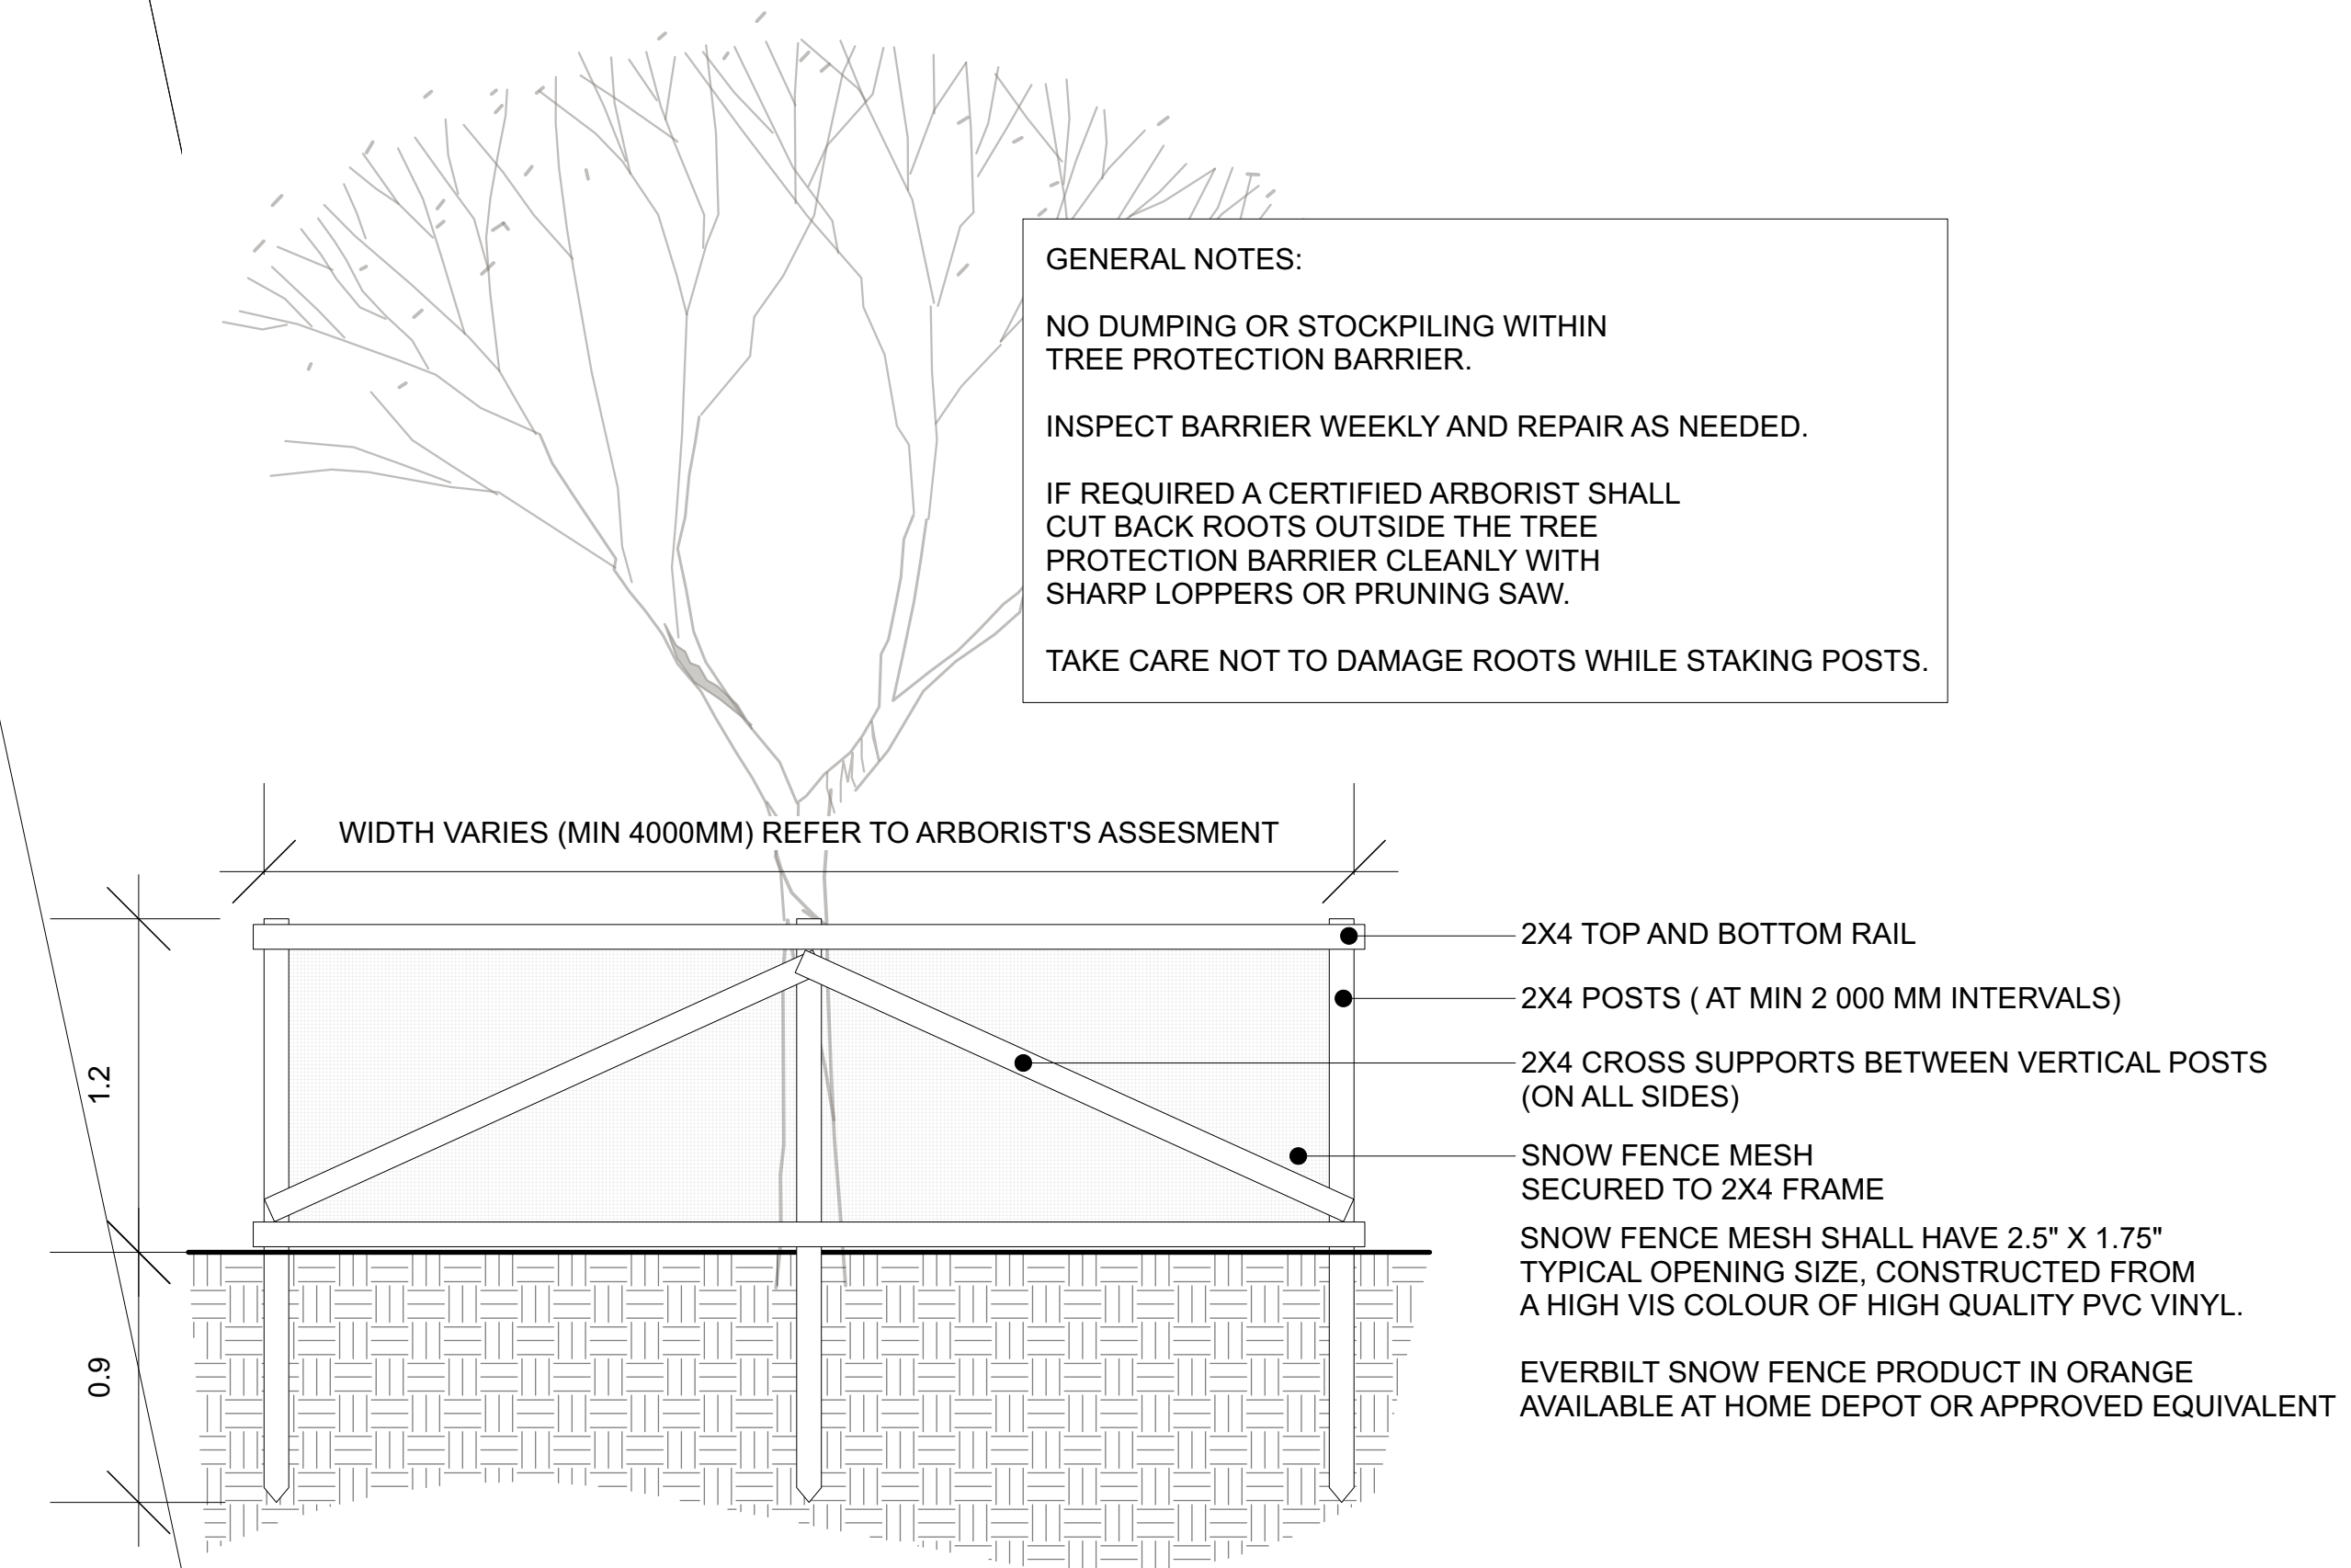 GENERAL NOTES:
NO DUMPING OR STOCKPILING WITHIN
TREE PROTECTION BARRIER.
INSPECT BARRIER WEEKLY AND REPAIR AS NEEDED.
IF REQUIRED A CERTIFIED ARBORIST SHALL
CUT BACK ROOTS OUTSIDE THE TREE
PROTECTION BARRIER CLEANLY WITH
SHARP LOPPERS OR PRUNING SAW.
TAKE CARE NOT TO DAMAGE ROOTS WHILE STAKING POSTS.
WIDTH VARIES (MIN 4000MM) REFER TO ARBORIST'S ASSESMENT
1.2
0.9
2X4 TOP AND BOTTOM RAIL
2X4 POSTS ( AT MIN 2 000 MM INTERVALS)
2X4 CROSS SUPPORTS BETWEEN VERTICAL POSTS
(ON ALL SIDES)
SNOW FENCE MESH
SECURED TO 2X4 FRAME
SNOW FENCE MESH SHALL HAVE 2.5" X 1.75"
TYPICAL OPENING SIZE, CONSTRUCTED FROM
A HIGH VIS COLOUR OF HIGH QUALITY PVC VINYL.
EVERBILT SNOW FENCE PRODUCT IN ORANGE
AVAILABLE AT HOME DEPOT OR APPROVED EQUIVALENT